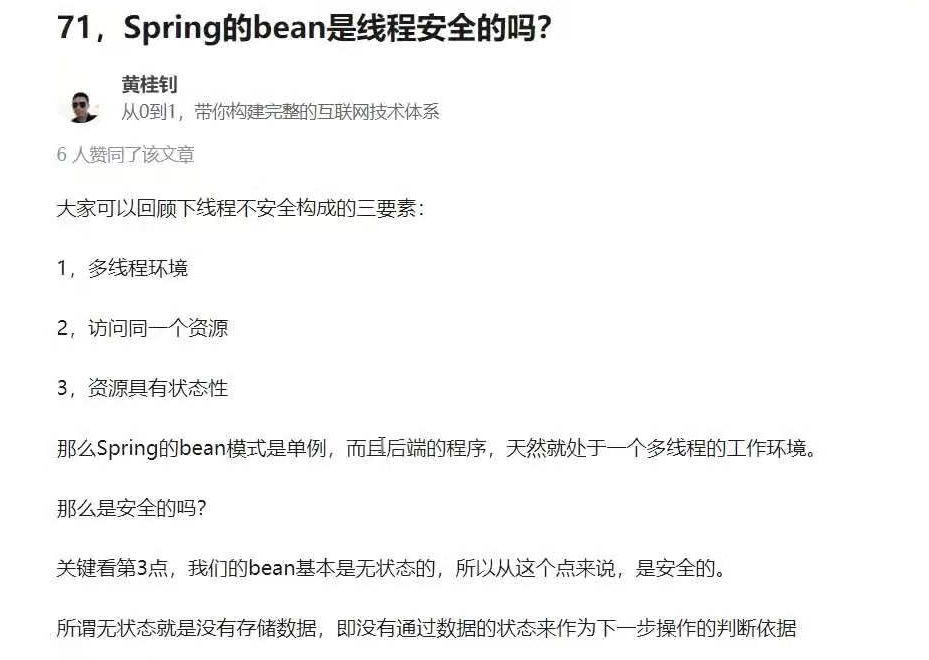 71，Spring的bean是线程安全的吗？
黄桂钊
从0到1，带你构建完整的互联网技术体系
6 人赞同了该文章
大家可以回顾下线程不安全构成的三要素：
1，多线程环境
2，访问同一个资源
3，资源具有状态性
那么Spring的bean模式是单例，而且后端的程序，天然就处于一个多线程的工作环境。
那么是安全的吗？
关键看第3点，我们的bean基本是无状态的，所以从这个点来说，是安全的。
所谓无状态就是没有存储数据，即没有通过数据的状态来作为下一步操作的判断依据